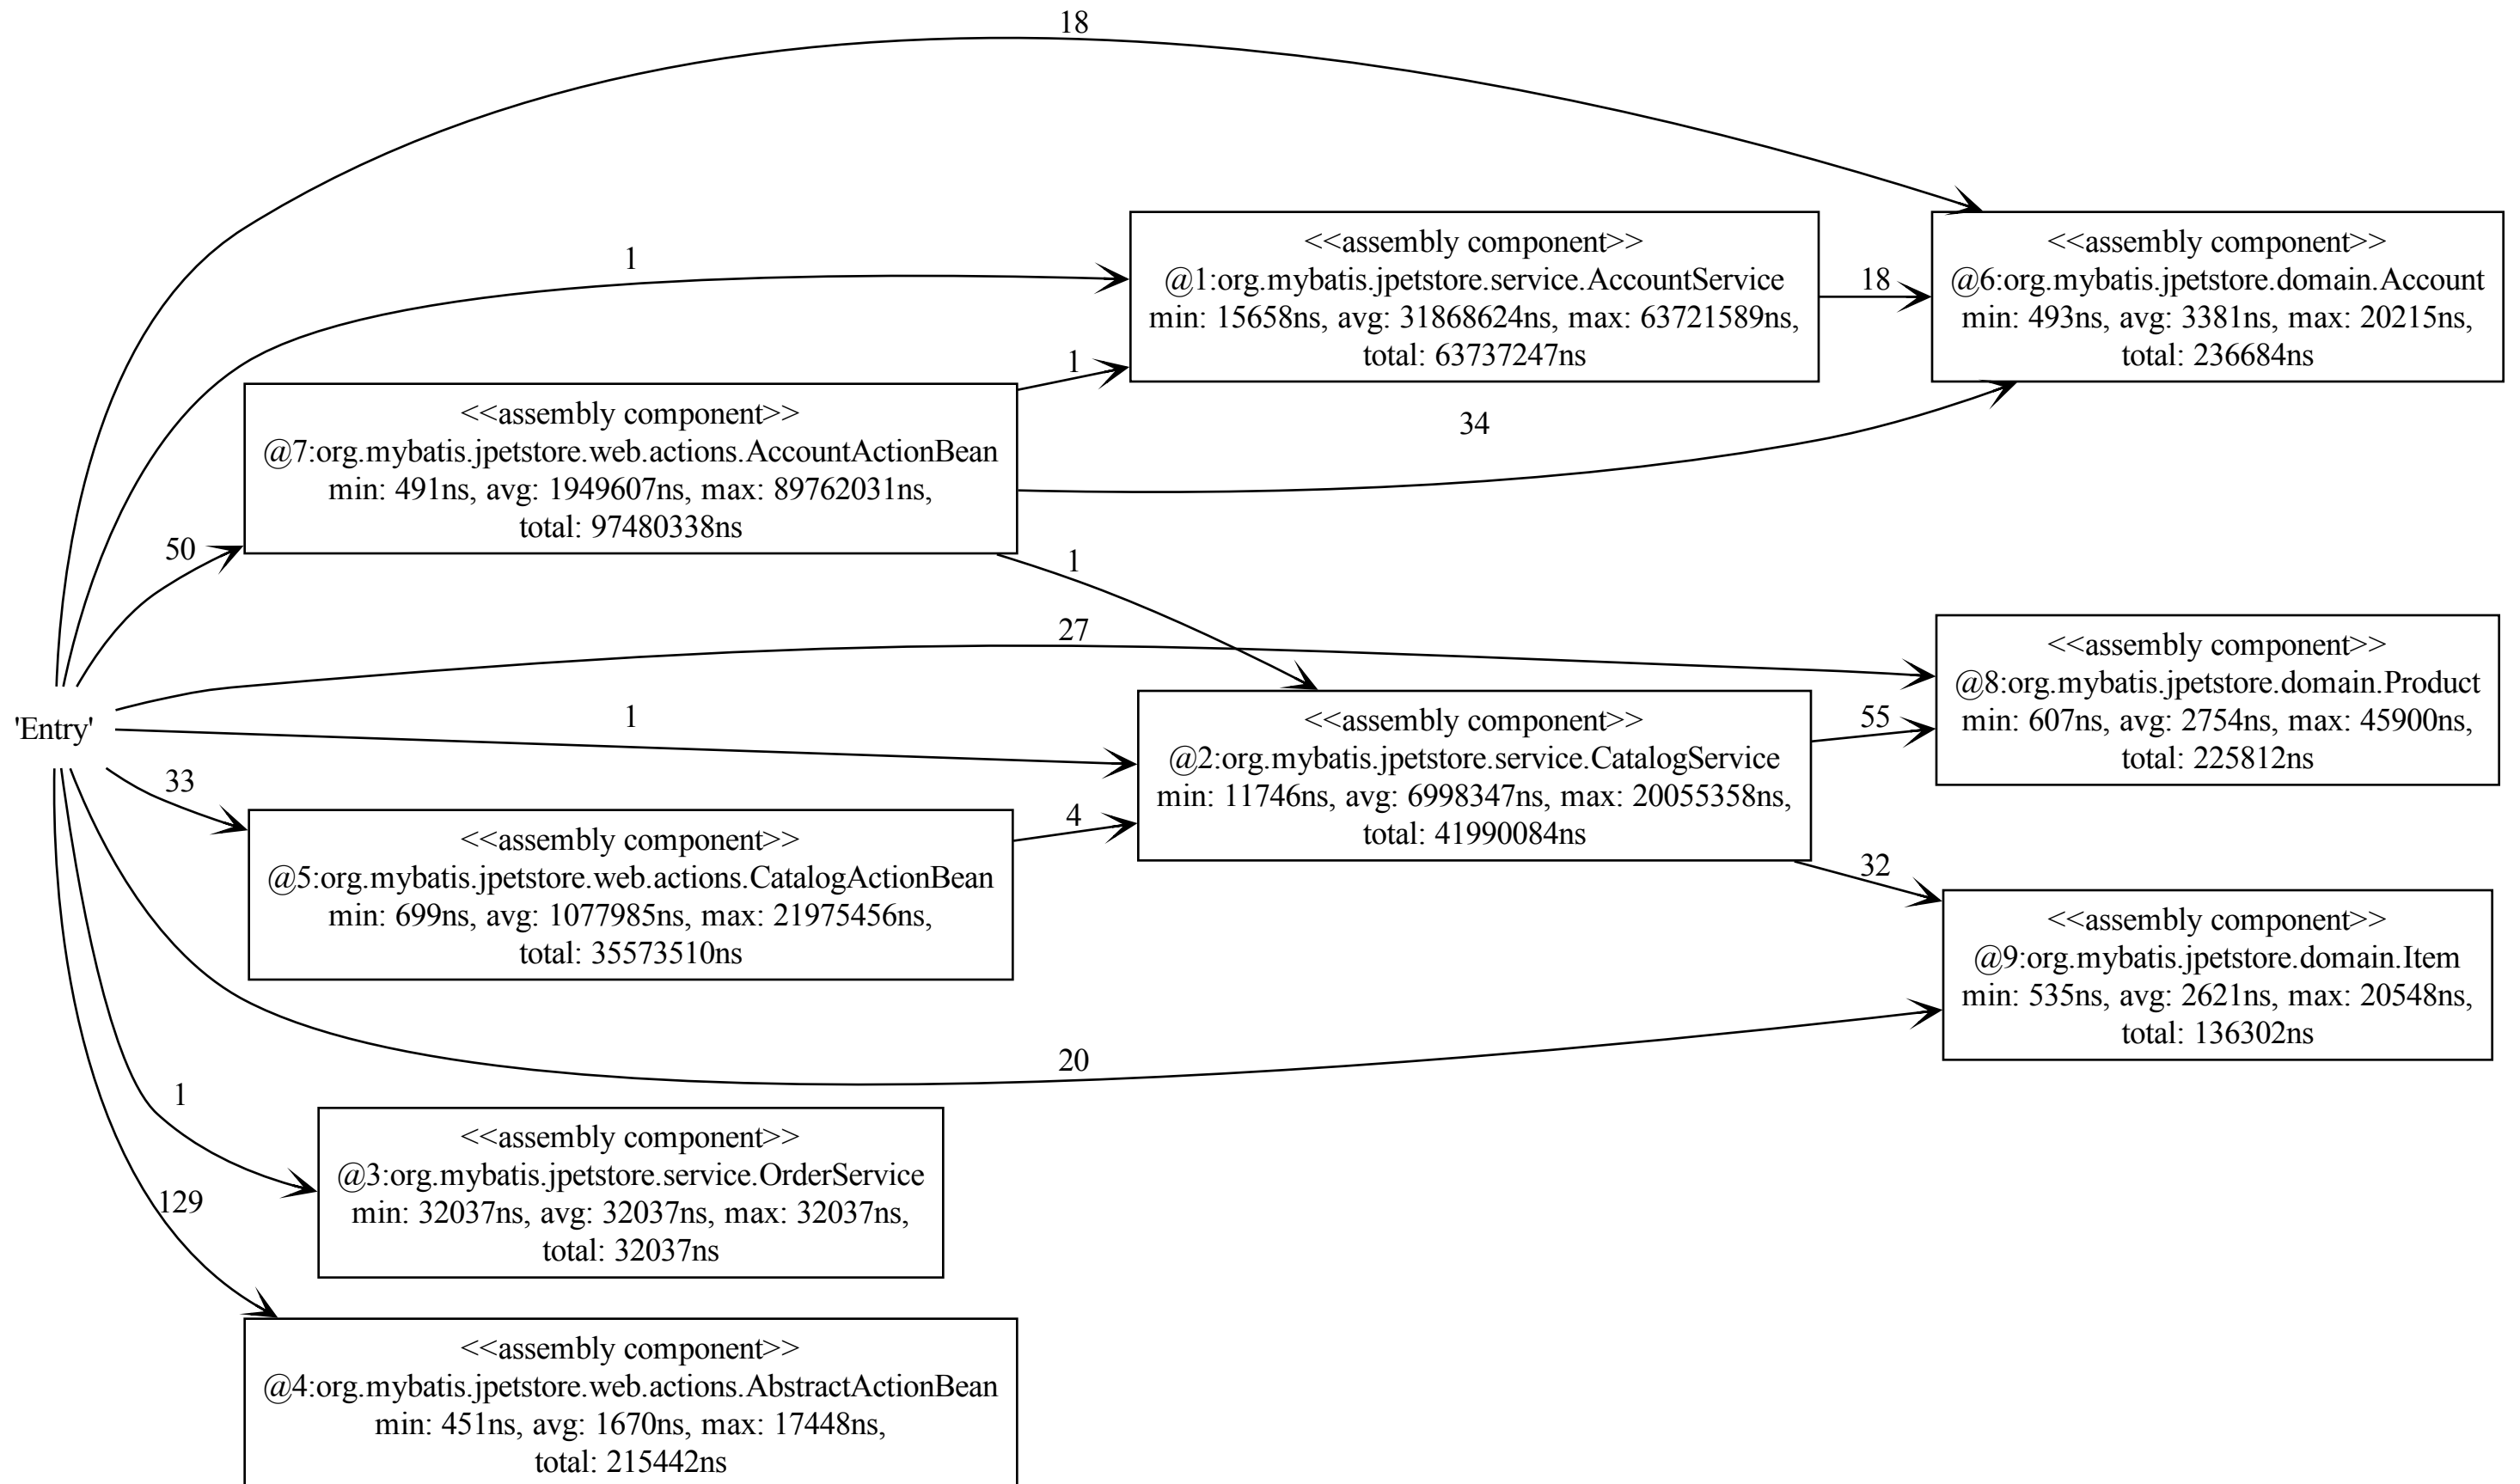 18
1
<<assembly component>>
@1:org.mybatis.jpetstore.service.AccountService
min: 15658ns, avg: 31868624ns, max: 63721589ns,
total: 63737247ns
18
<<assembly component>>
@6:org.mybatis.jpetstore.domain.Account
min: 493ns, avg: 3381ns, max: 20215ns,
total: 236684ns
1
<<assembly component>>
@7:org.mybatis.jpetstore.web.actions.AccountActionBean
min: 491ns, avg: 1949607ns, max: 89762031ns,
total: 97480338ns
34
50
1
27
<<assembly component>>
@8:org.mybatis.jpetstore.domain.Product
min: 607ns, avg: 2754ns, max: 45900ns,
total: 225812ns
'Entry'
1
<<assembly component>>
@2:org.mybatis.jpetstore.service.CatalogService
min: 11746ns, avg: 6998347ns, max: 20055358ns,
total: 41990084ns
55
33
4
<<assembly component>>
@5:org.mybatis.jpetstore.web.actions.CatalogActionBean
min: 699ns, avg: 1077985ns, max: 21975456ns,
total: 35573510ns
32
<<assembly component>>
@9:org.mybatis.jpetstore.domain.Item
min: 535ns, avg: 2621ns, max: 20548ns,
total: 136302ns
20
1
<<assembly component>>
@3:org.mybatis.jpetstore.service.OrderService
min: 32037ns, avg: 32037ns, max: 32037ns,
total: 32037ns
129
<<assembly component>>
@4:org.mybatis.jpetstore.web.actions.AbstractActionBean
min: 451ns, avg: 1670ns, max: 17448ns,
total: 215442ns